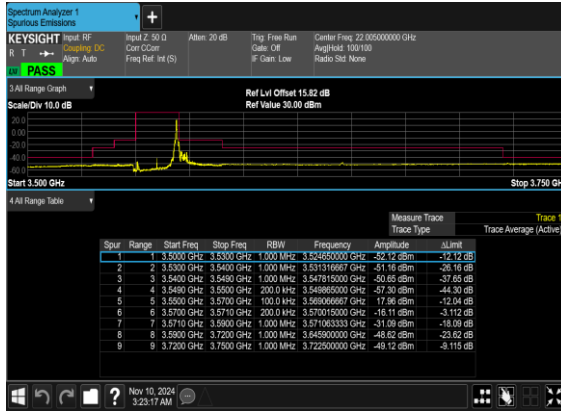 Spectrum Analyzer 1
Spurious Emissions
+
KEYSIGHT Input: RF Input Z: 50 Ω Atten: 20 dB Trig: Free Run Center Freq: 22.005000000 GHz
R T Coupling: DC Corr CCorr Gate: Off Avg|Hold: 100/100
Align: Auto Freq Ref: Int (S) IF Gain: Low Radio Std: None
PASS
3 All Range Graph Ref Lvl Offset 15.82 dB
Scale/Div 10.0 dB Ref Value 30.00 dBm
20.0
0.00
-20.0
-40.0
-60.0
Start 3.500 GHz Stop 3.750 GH
4 All Range Table
Measure Trace Trace 1
Trace Type Trace Average (Active)
Spur Range Start Freq Stop Freq RBW Frequency Amplitude ΔLimit
1 1 3.5000 GHz 3.5300 GHz 1.000 MHz 3.524650000 GHz -52.12 dBm -12.12 dB
2 2 3.5300 GHz 3.5400 GHz 1.000 MHz 3.531316667 GHz -51.16 dBm -26.16 dB
3 3 3.5400 GHz 3.5490 GHz 1.000 MHz 3.547815000 GHz -50.65 dBm -37.65 dB
4 4 3.5490 GHz 3.5500 GHz 200.0 kHz 3.549865000 GHz -57.30 dBm -44.30 dB
5 5 3.5500 GHz 3.5700 GHz 100.0 kHz 3.569066667 GHz 17.96 dBm -12.04 dB
6 6 3.5700 GHz 3.5710 GHz 200.0 kHz 3.570015000 GHz -16.11 dBm -3.112 dB
7 7 3.5710 GHz 3.5900 GHz 1.000 MHz 3.571063333 GHz -31.09 dBm -18.09 dB
8 8 3.5900 GHz 3.7200 GHz 1.000 MHz 3.645900000 GHz -48.62 dBm -23.62 dB
9 9 3.7200 GHz 3.7500 GHz 1.000 MHz 3.722500000 GHz -49.12 dBm -9.115 dB
? Nov 10, 2024
3:23:17 AM